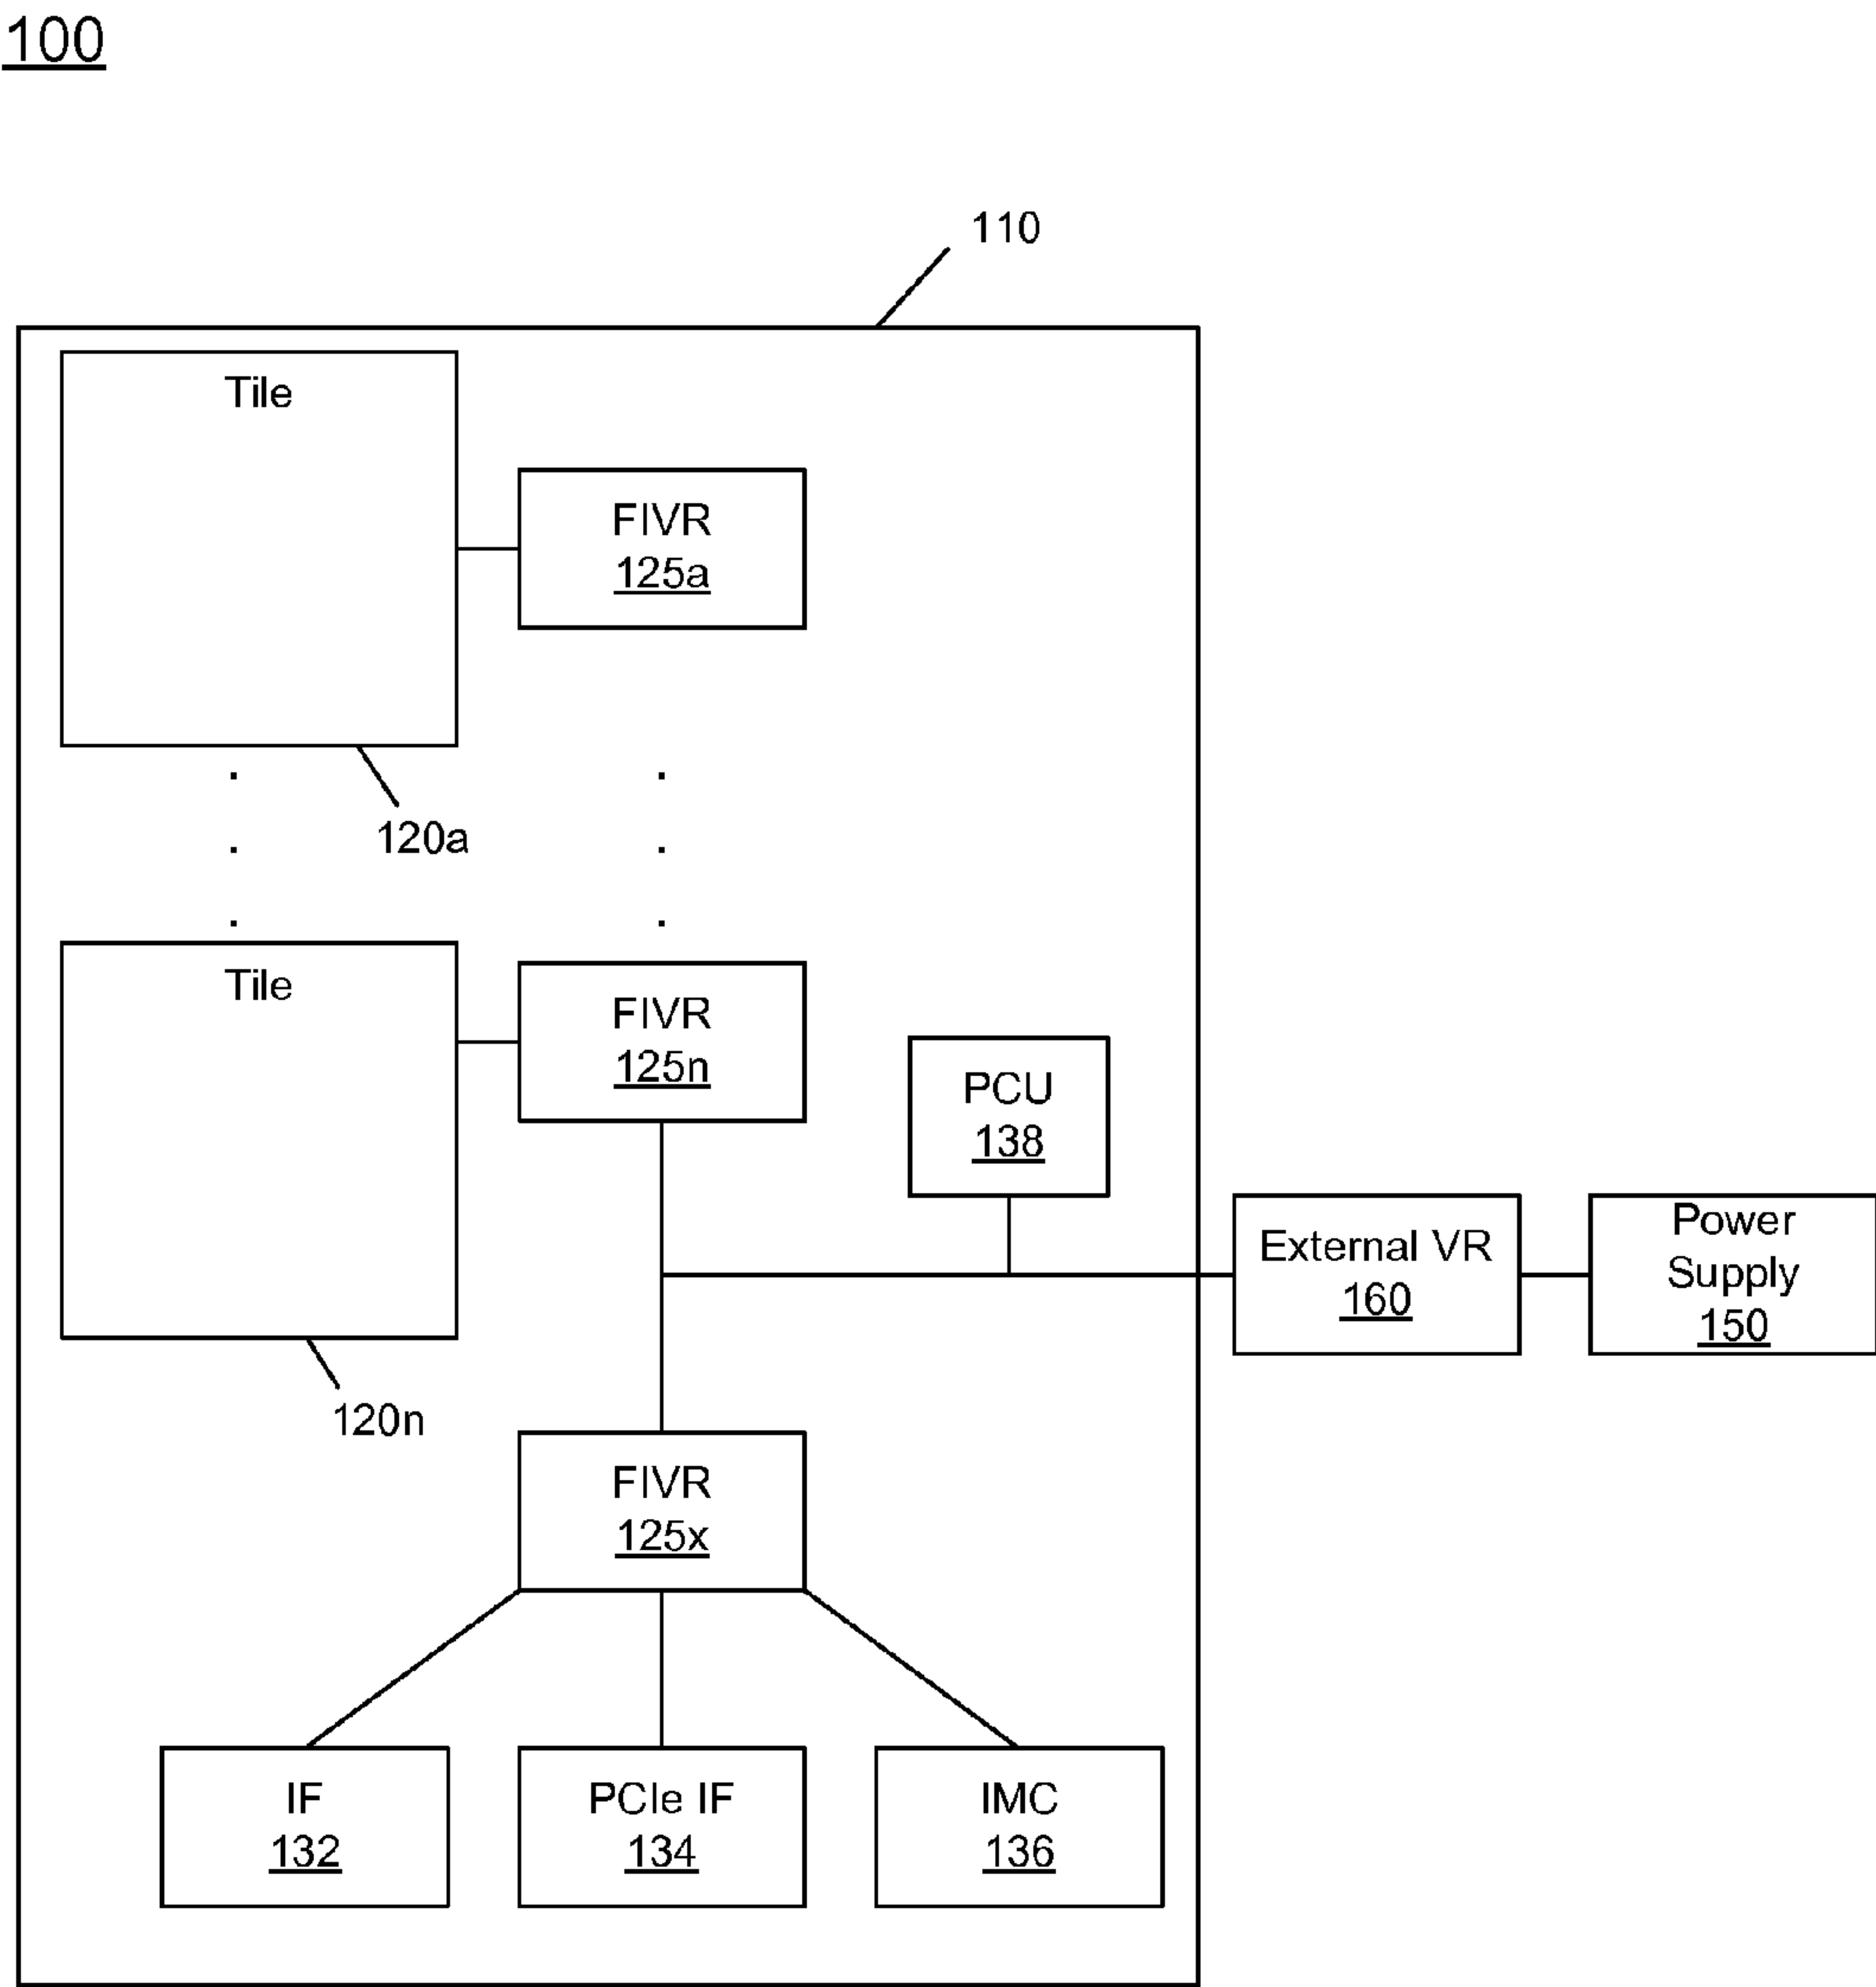 100
110
Tile
FIVR
125a
120a
Tile
FIVR
125n
PCU
138
External VR
160
Power
Supply
150
120n
FIVR
125x
IF
132
PCIe IF
134
IMC
136